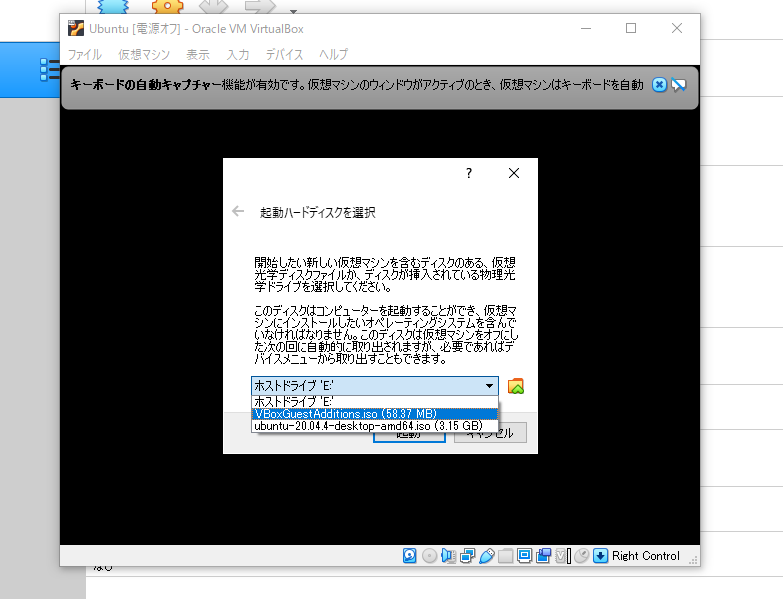 Ubuntu [電源オフ] - Oracle VM VirtualBox
ファイル 仮想マシン 表示 入力 デバイス ヘルプ
キーボードの自動キャプチャー機能が有効です。仮想マシンのウィンドウがアクティブのとき、仮想マシンはキーボードを自動
?
起動ハードディスクを選択
開始したい新しい仮想マシンを含むディスクのある、仮想
光学ディスクファイルか、ディスクが挿入されている物理光
学ドライブを選択してください。
このディスクはコンピューターを起動することができ、仮想マ
シンにインストールしたいオペレーティングシステムを含んで
いなければなりません。このディスクは仮想マシンをオフにし
た次の回に自動的に取り出されますが、必要であればデ
バイスメニューから取り出すこともできます。
ホストドライブ 'E:'
ホストドライブ 'E:'
VBoxGuestAdditions.iso (58.37 MB)
ubuntu-20.04.4-desktop-amd64.iso (3.15 GB)
起動 キャンセル
Right Control
なし